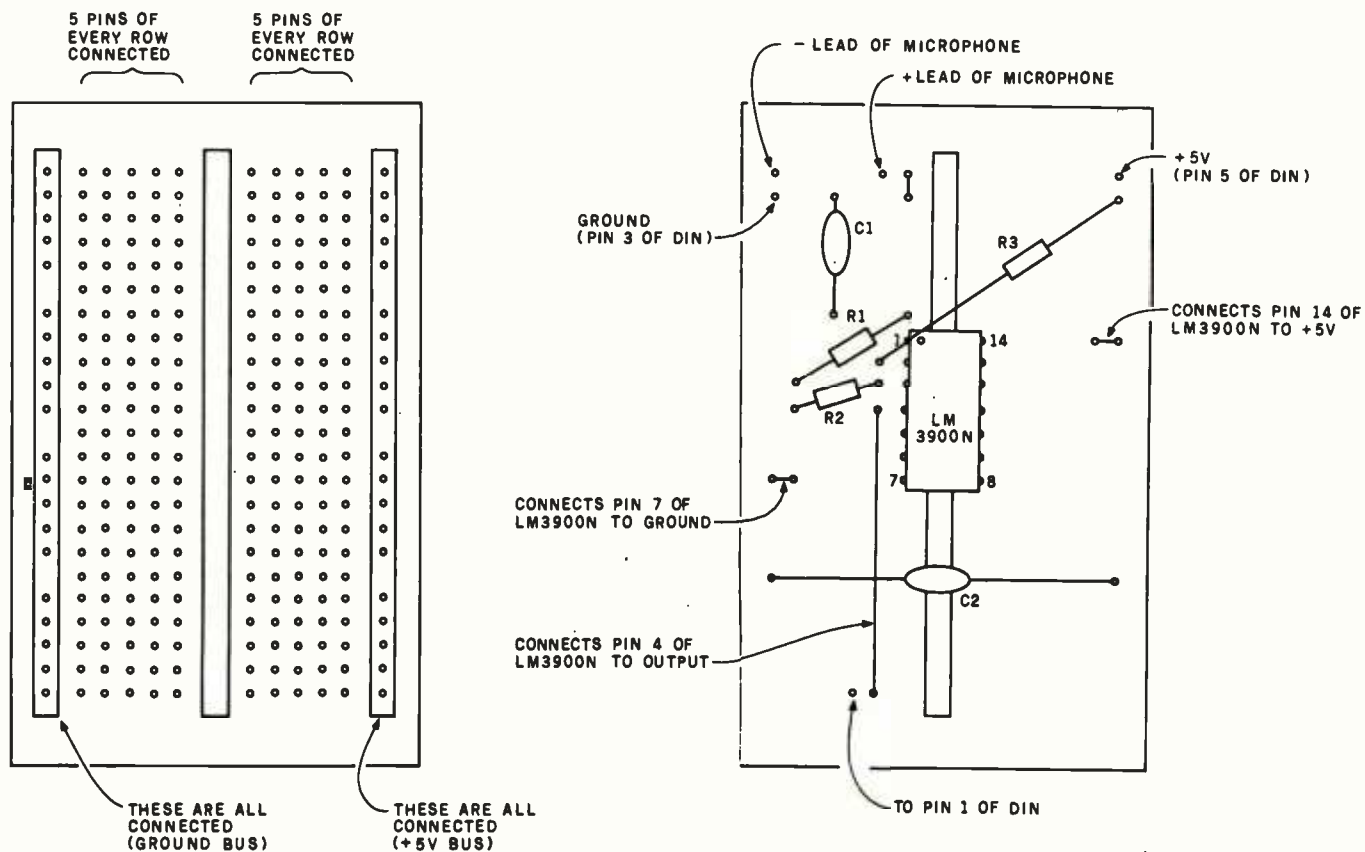 5 PINS OF
EVERY ROW
CONNECTED
5 PINS OF
EVERY ROW
CONNECTED
THESE ARE ALL
CONNECTED
(GROUND BUS)
THESE ARE ALL
CONNECTED
(+5V BUS)
- LEAD OF MICROPHONE
+ LEAD OF MICROPHONE
+5V
(PIN 5 OF DIN)
GROUND
(PIN 3 OF DIN)
C1
R3
R1
CONNECTS PIN 14 OF
LM3900N TO +5V
1
14
R2
LM
3900N
7
8
CONNECTS PIN 7 OF
LM3900N TO GROUND
C2
CONNECTS PIN 4 OF
LM3900N TO OUTPUT
TO PIN 1 OF DIN